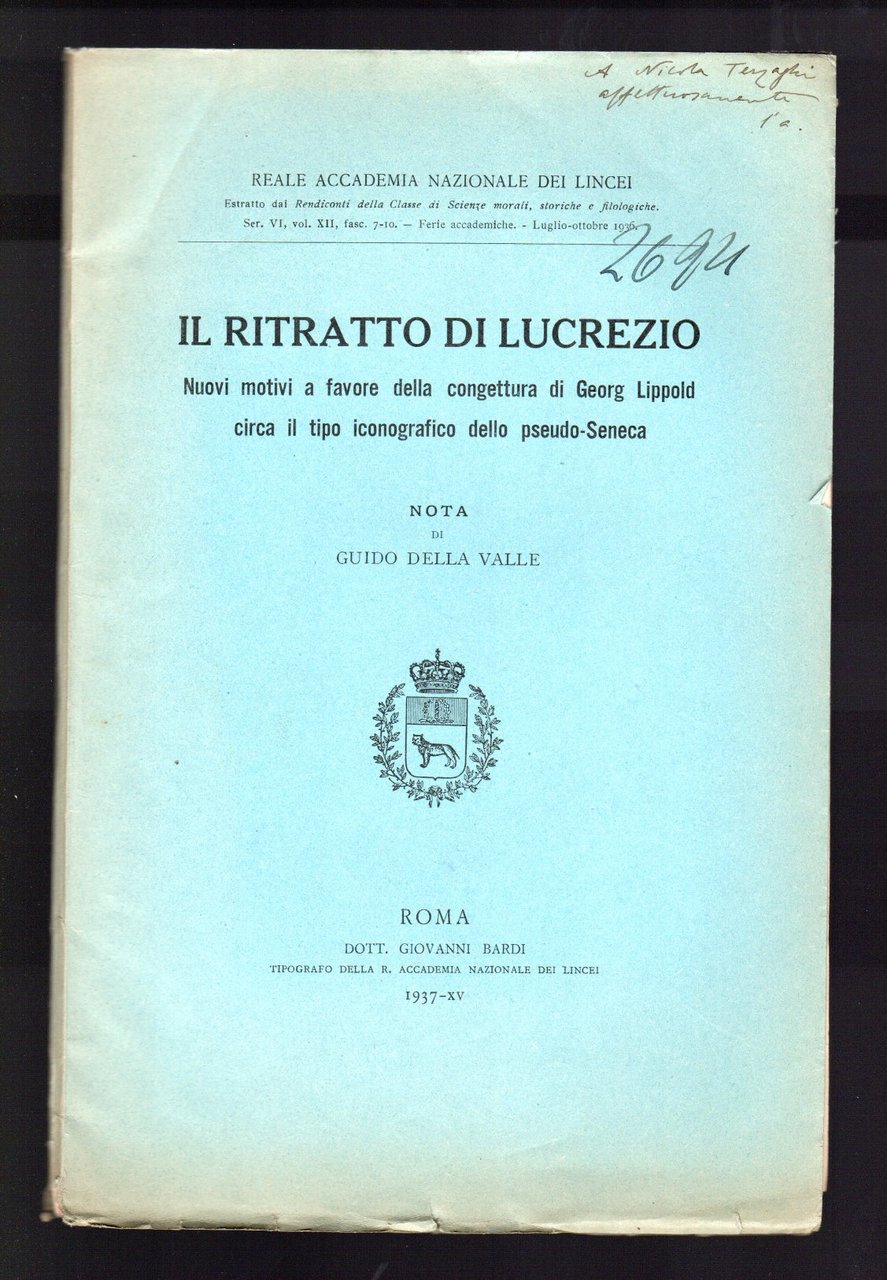 A Nicola Terzaghi
affettuosamente
l'a.
REALE ACCADEMIA NAZIONALE DEI LINCEI
Estratto dai Rendiconti della Classe di Scienze morali, storiche e filologiche.
Ser. VI, vol. XII, fasc. 7-10. — Ferie accademiche. - Luglio-ottobre 1936.
2694
IL RITRATTO DI LUCREZIO
Nuovi motivi a favore della congettura di Georg Lippold
circa il tipo iconografico dello pseudo-Seneca
NOTA
DI
GUIDO DELLA VALLE
ROMA
DOTT. GIOVANNI BARDI
TIPOGRAFO DELLA R. ACCADEMIA NAZIONALE DEI LINCEI
1937-XV